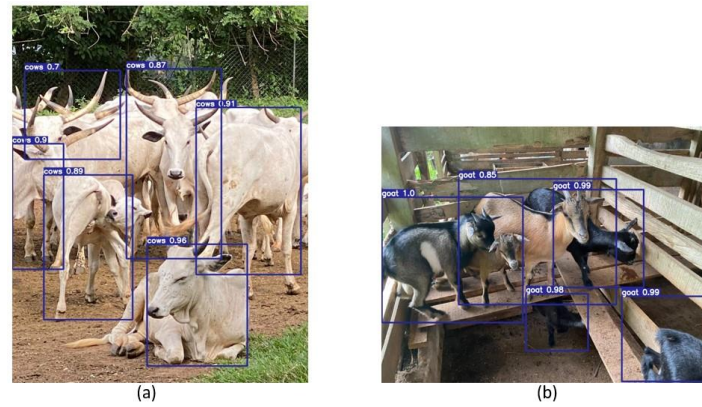 cows 0.7
cows 0.87
cows 0.91
cows 0.9
cows 0.89
cows 0.96
(a)
goat 0.85
goat 0.99
goat 1.0
goat 0.98
goat 0.99
(b)